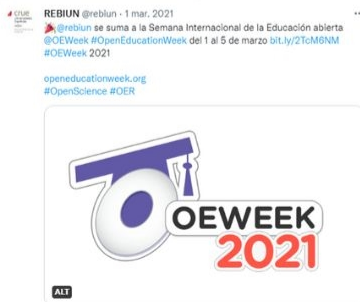 crue
REBIUN @rebiun · 1 mar. 2021
@rebiun se suma a la Semana Internacional de la Educación abierta
@OEWeek #OpenEducationWeek del 1 al 5 de marzo bit.ly/2TcM6NM
#OEWeek 2021
openeducationweek.org
#OpenScience #OER
OEWEEK
2021
ALT